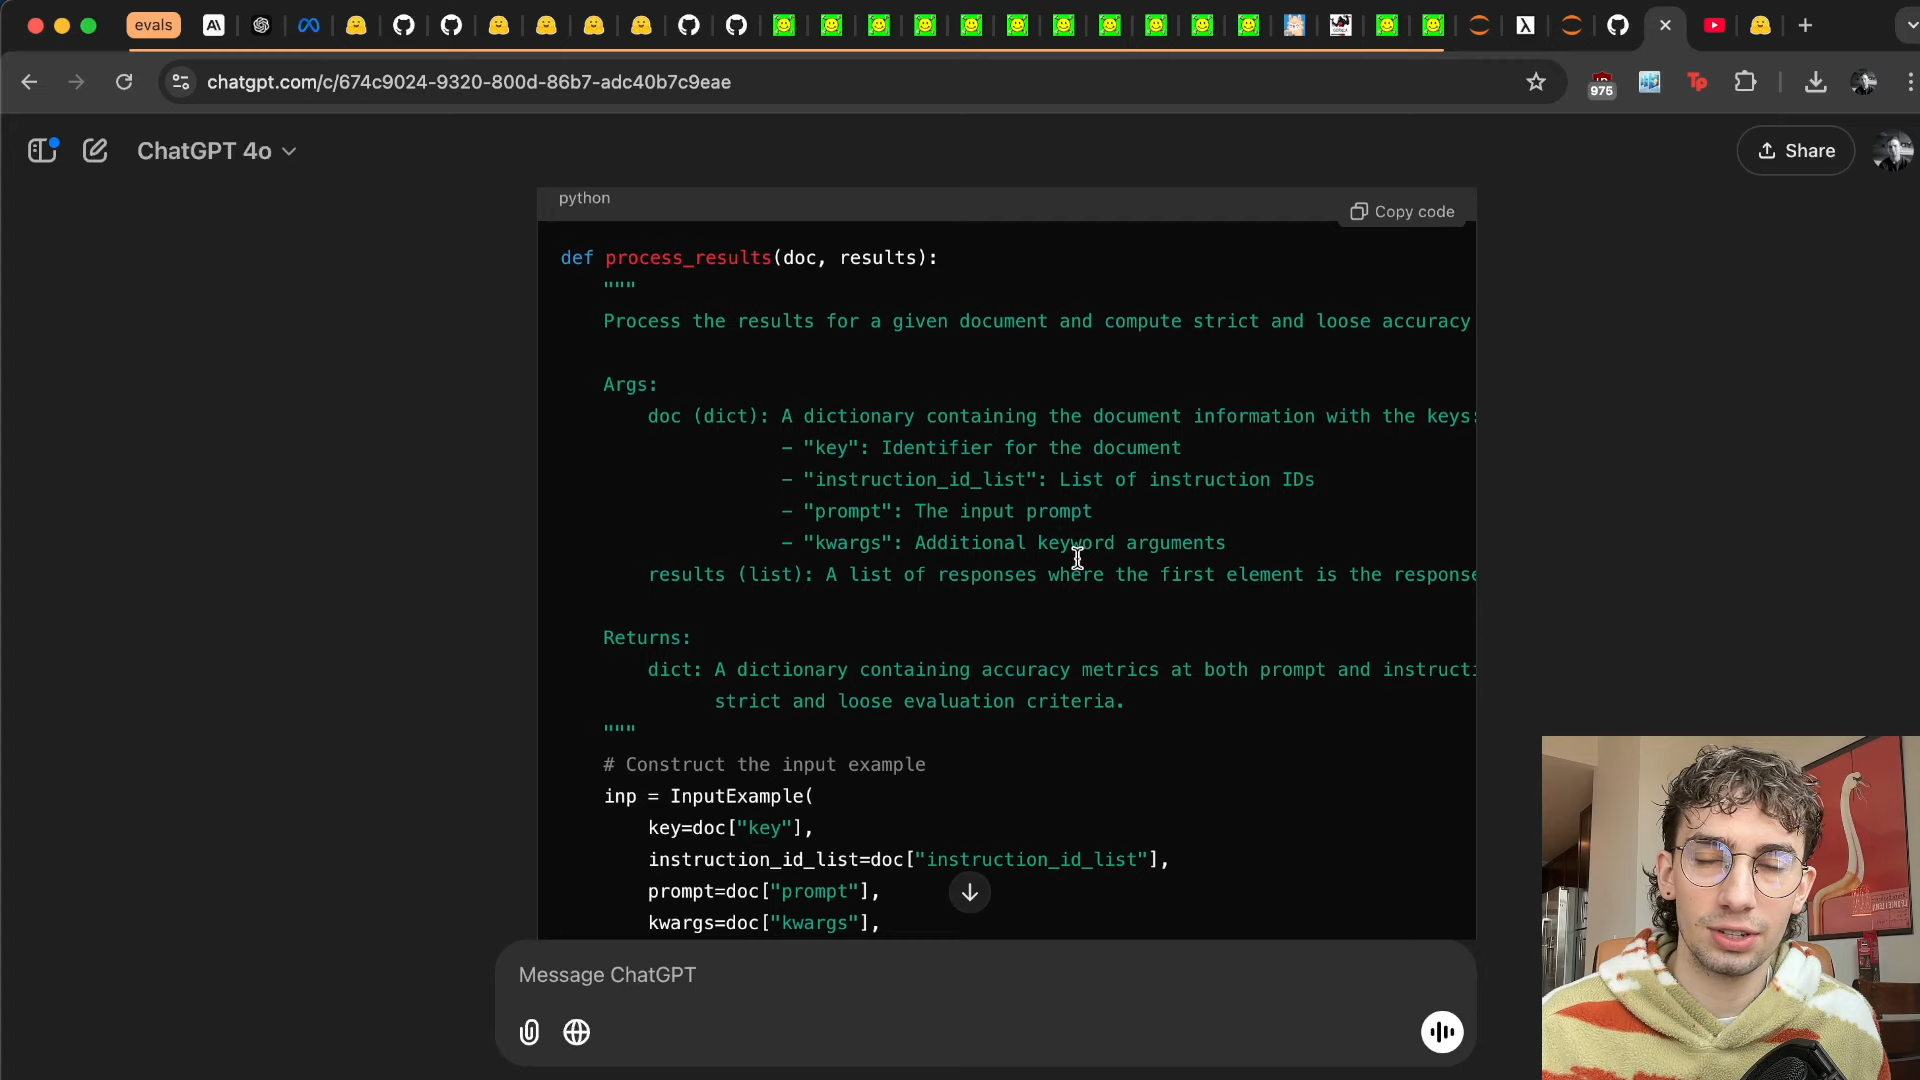 evals
chatgpt.com/c/674c9024-9320-800d-86b7-adc40b7c9eae
975
Tp
ChatGPT 4o
Share
python
Copy code
def process_results(doc, results):
"""
Process the results for a given document and compute strict and loose accuracy
Args:
doc (dict): A dictionary containing the document information with the keys:
- "key": Identifier for the document
- "instruction_id_list": List of instruction IDs
- "prompt": The input prompt
- "kwargs": Additional keyword arguments
results (list): A list of responses where the first element is the response
Returns:
dict: A dictionary containing accuracy metrics at both prompt and instructi
strict and loose evaluation criteria.
"""
# Construct the input example
inp = InputExample(
key=doc["key"],
instruction_id_list=doc["instruction_id_list"],
prompt=doc["prompt"],
kwargs=doc["kwargs"],
Message ChatGPT